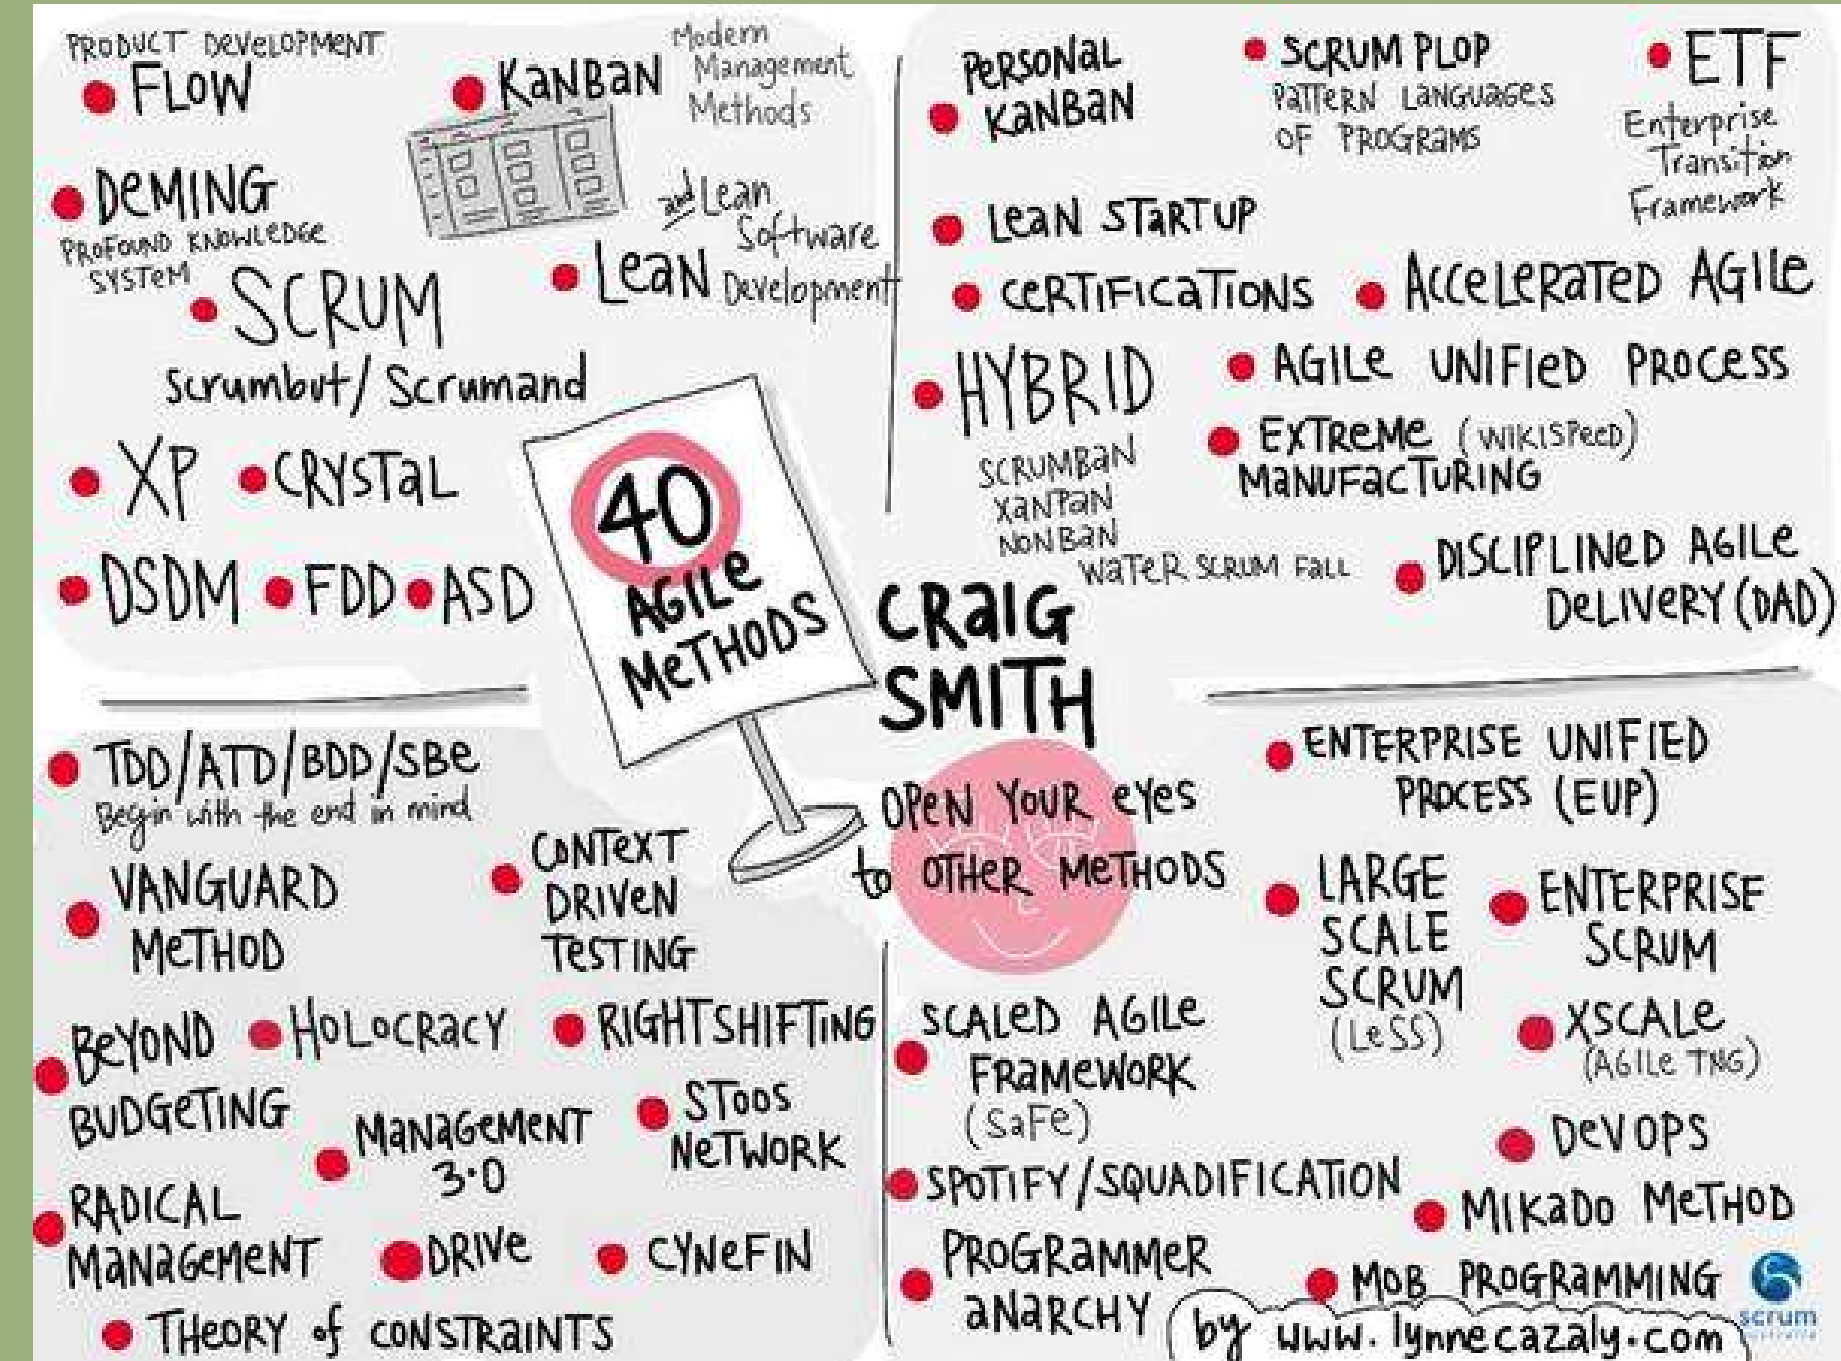 PRODUCT DEVELOPMENT
FLOW
KANBAN
Modern
Management
Methods
DEMING
PROFOUND KNOWLEDGE
SYSTEM
and Lean
Software
LEAN Development
SCRUM
Scrumbut/Scrumand
XP
CRYSTAL
DSDM
FDD
ASD
40
AGILE
METHODS
PERSONAL
KANBAN
SCRUM PLOP
PATTERN LANGUAGES
OF PROGRAMS
ETF
Enterprise
Transition
Framework
LEAN STARTUP
CERTIFICATIONS
ACCELERATED AGILE
HYBRID
SCRUMBAN
XANPAN
NONBAN
WATER SCRUM FALL
AGILE UNIFIED PROCESS
EXTREME (WIKISPEED)
MANUFACTURING
DISCIPLINED AGILE
DELIVERY (DAD)
CRAIG
SMITH
OPEN YOUR EYES
to OTHER METHODS
TDD/ATD/BDD/SBE
Begin with the end in mind
VANGUARD
METHOD
CONTEXT
DRIVEN
TESTING
BEYOND
BUDGETING
HOLOCRACY
RIGHTSHIFTING
MANAGEMENT
3.0
STOOS
NETWORK
RADICAL
MANAGEMENT
DRIVE
CYNEFIN
THEORY of CONSTRAINTS
ENTERPRISE UNIFIED
PROCESS (EUP)
LARGE
SCALE
SCRUM
(LeSS)
ENTERPRISE
SCRUM
SCALED AGILE
FRAMEWORK
(SaFe)
XSCALE
(AGILE TNG)
DEVOPS
SPOTIFY/SQUADIFICATION
MIKADO METHOD
PROGRAMMER
ANARCHY
MOB PROGRAMMING
by www.lynnecazaly.com
scrum